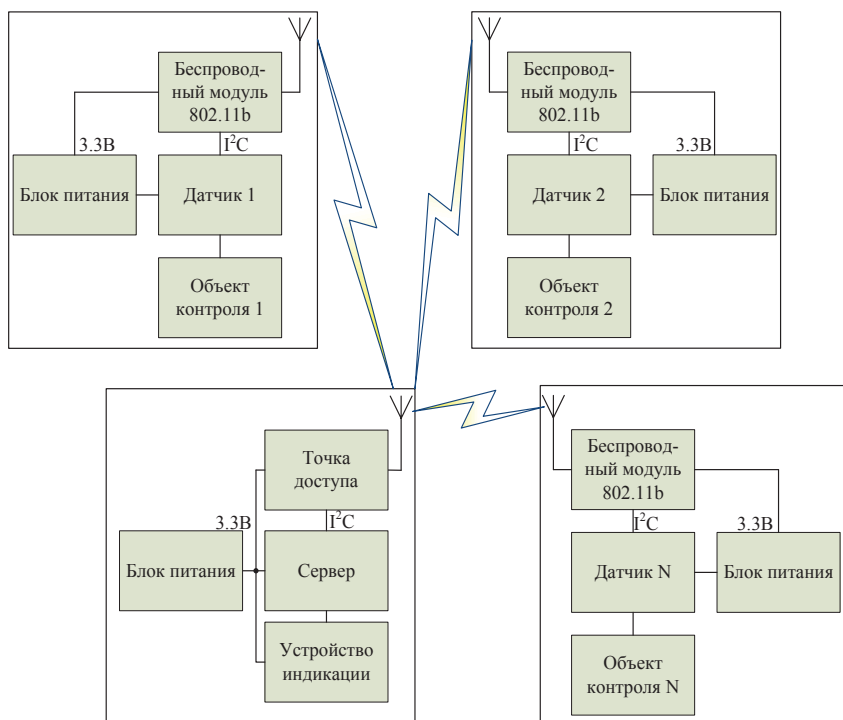 Беспровод-
ный модуль
802.11b
3.3В
I²C
Блок питания
Датчик 1
Объект
контроля 1
Беспровод-
ный модуль
802.11b
I²C
3.3В
Датчик 2
Блок питания
Объект
контроля 2
Точка
доступа
3.3В
I²C
Блок питания
Сервер
Устройство
индикации
Беспровод-
ный модуль
802.11b
I²C
3.3В
Датчик N
Блок питания
Объект
контроля N